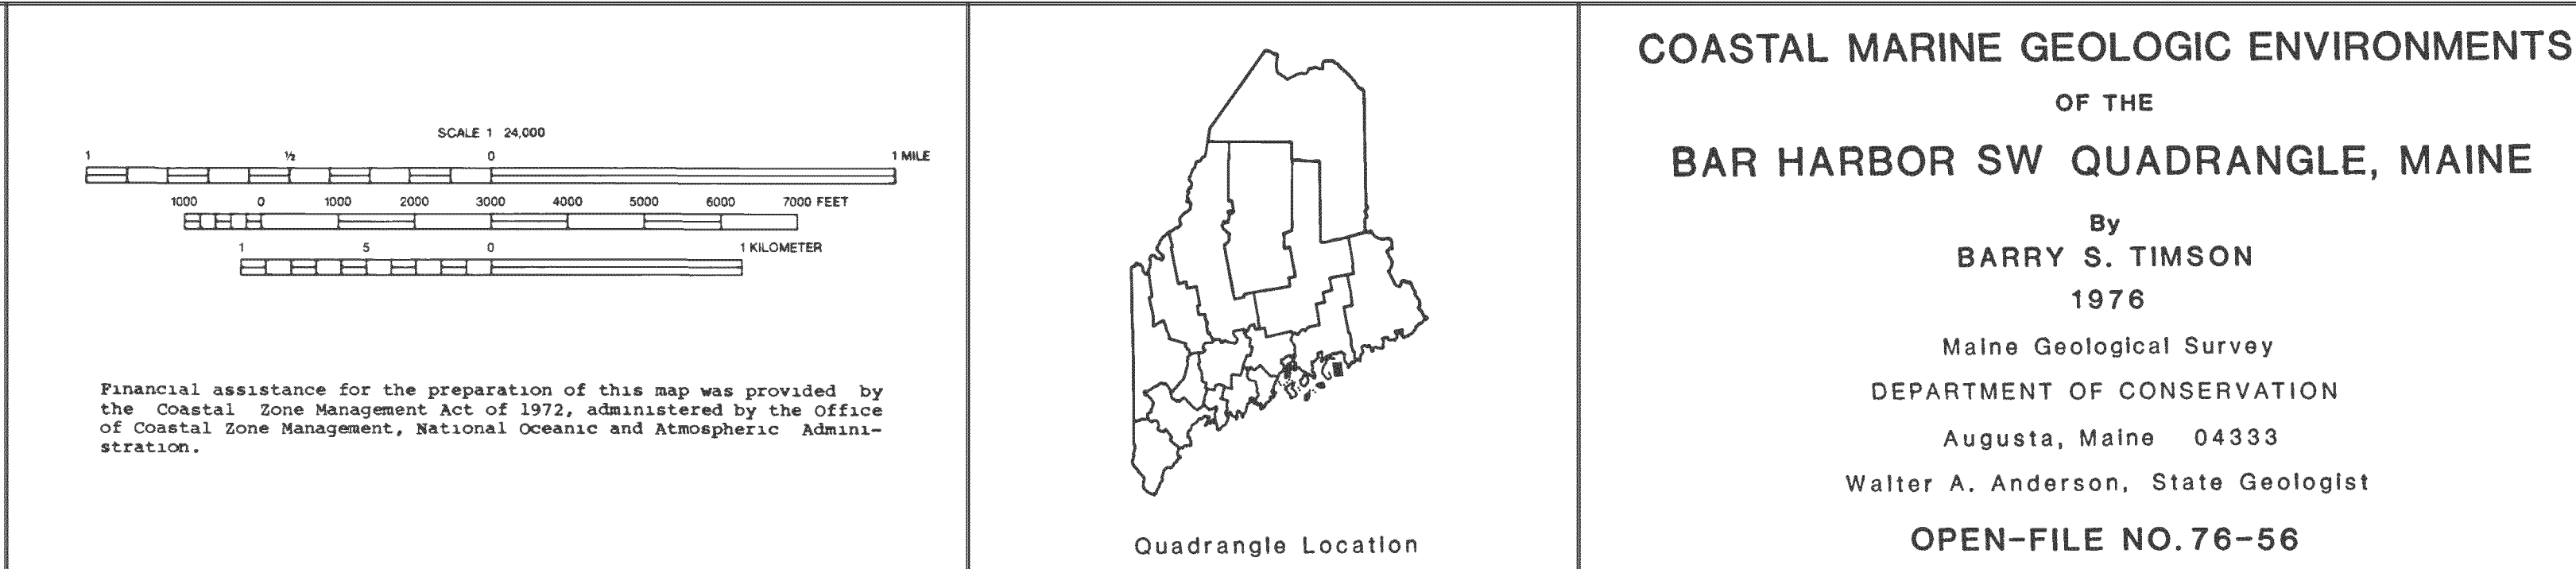 SCALE 1 24,000
1 ½ 0 1 MILE
1000 0 1000 2000 3000 4000 5000 6000 7000 FEET
1 5 0 1 KILOMETER
Financial assistance for the preparation of this map was provided by
the Coastal Zone Management Act of 1972, administered by the Office
of Coastal Zone Management, National Oceanic and Atmospheric Admini-
stration.
Quadrangle Location
COASTAL MARINE GEOLOGIC ENVIRONMENTS
OF THE
BAR HARBOR SW QUADRANGLE, MAINE
By
BARRY S. TIMSON
1976
Maine Geological Survey
DEPARTMENT OF CONSERVATION
Augusta, Maine 04333
Walter A. Anderson, State Geologist
OPEN-FILE NO. 76-56